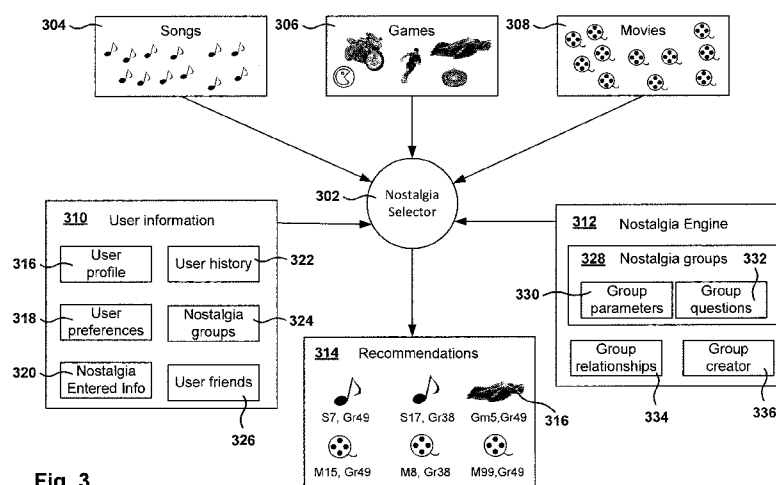 304
Songs
306
Games
308
Movies
302
Nostalgia
Selector
310
User information
316
User
profile
User history
322
318
User
preferences
Nostalgia
groups
324
320
Nostalgia
Entered Info
User friends
326
312
Nostalgia Engine
328
Nostalgia groups
332
330
Group
parameters
Group
questions
Group
relationships
Group
creator
334
336
314
Recommendations
316
S7, Gr49
S17, Gr38
Gm5,Gr49
M15, Gr49
M8, Gr38
M99,Gr49
Fig. 3